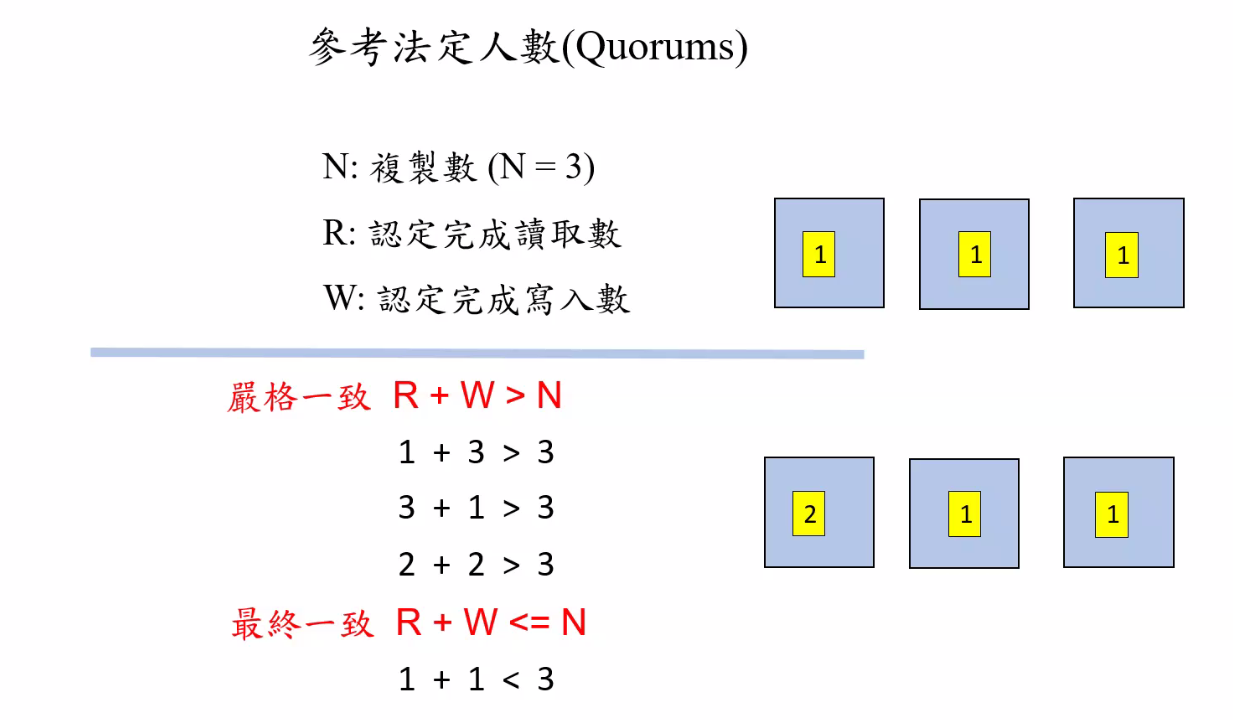 參考法定人數(Quorums)
N: 複製數 (N = 3)
R: 認定完成讀取數
W: 認定完成寫入數
1
1
1
嚴格一致 R + W > N
1 + 3 > 3
3 + 1 > 3
2 + 2 > 3
2
1
1
最終一致 R + W <= N
1 + 1 < 3